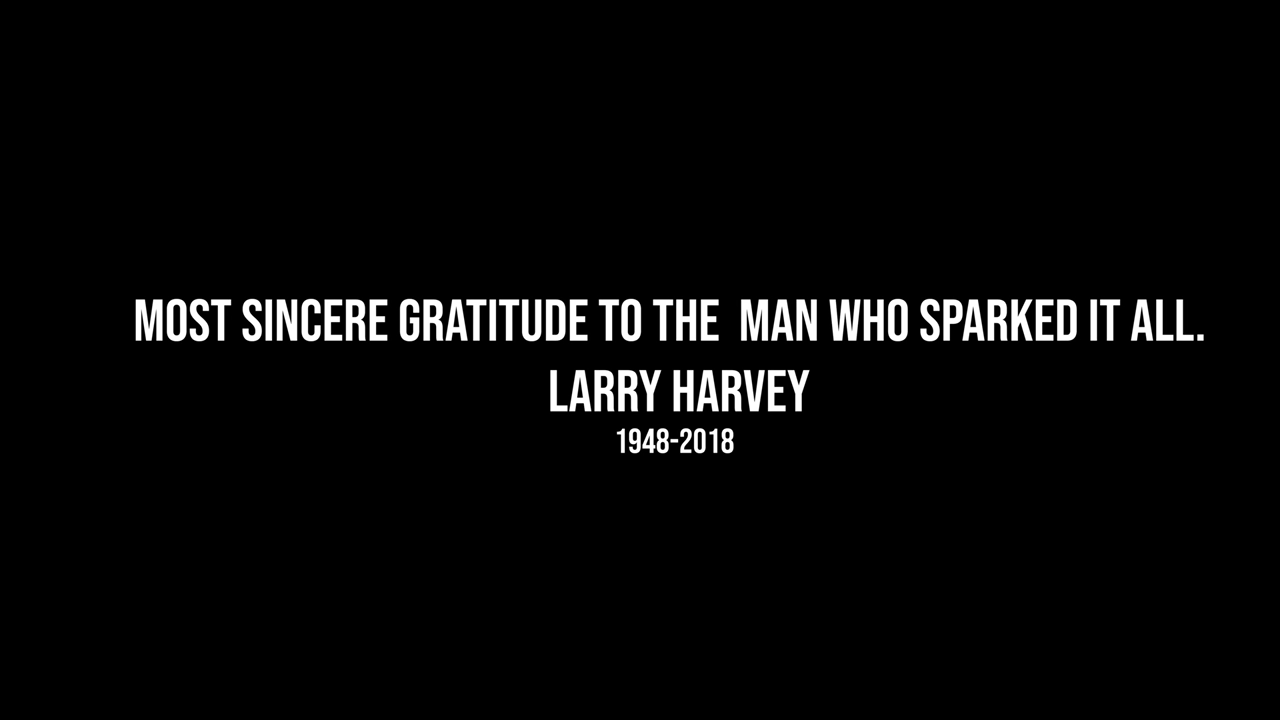 MOST SINCERE GRATITUDE TO THE  MAN WHO SPARKED IT ALL.
LARRY HARVEY
1948-2018